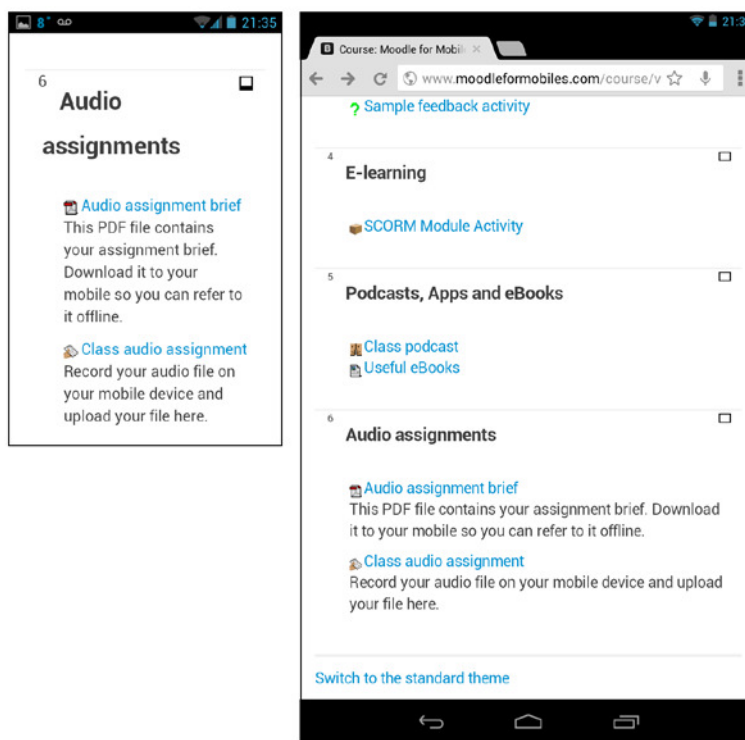 8° 21:35
6
Audio
assignments
Audio assignment brief
This PDF file contains
your assignment brief.
Download it to your
mobile so you can refer to
it offline.
Class audio assignment
Record your audio file on
your mobile device and
upload your file here.
21:3
Course: Moodle for Mobil
www.moodleformobiles.com/course/v
Sample feedback activity
4
E-learning
SCORM Module Activity
5
Podcasts, Apps and eBooks
Class podcast
Useful eBooks
6
Audio assignments
Audio assignment brief
This PDF file contains your assignment brief. Download
it to your mobile so you can refer to it offline.
Class audio assignment
Record your audio file on your mobile device and upload
your file here.
Switch to the standard theme